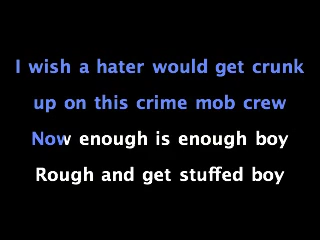 I wish a hater would get crunk
up on this crime mob crew
Now enough is enough boy
Rough and get stuffed boy